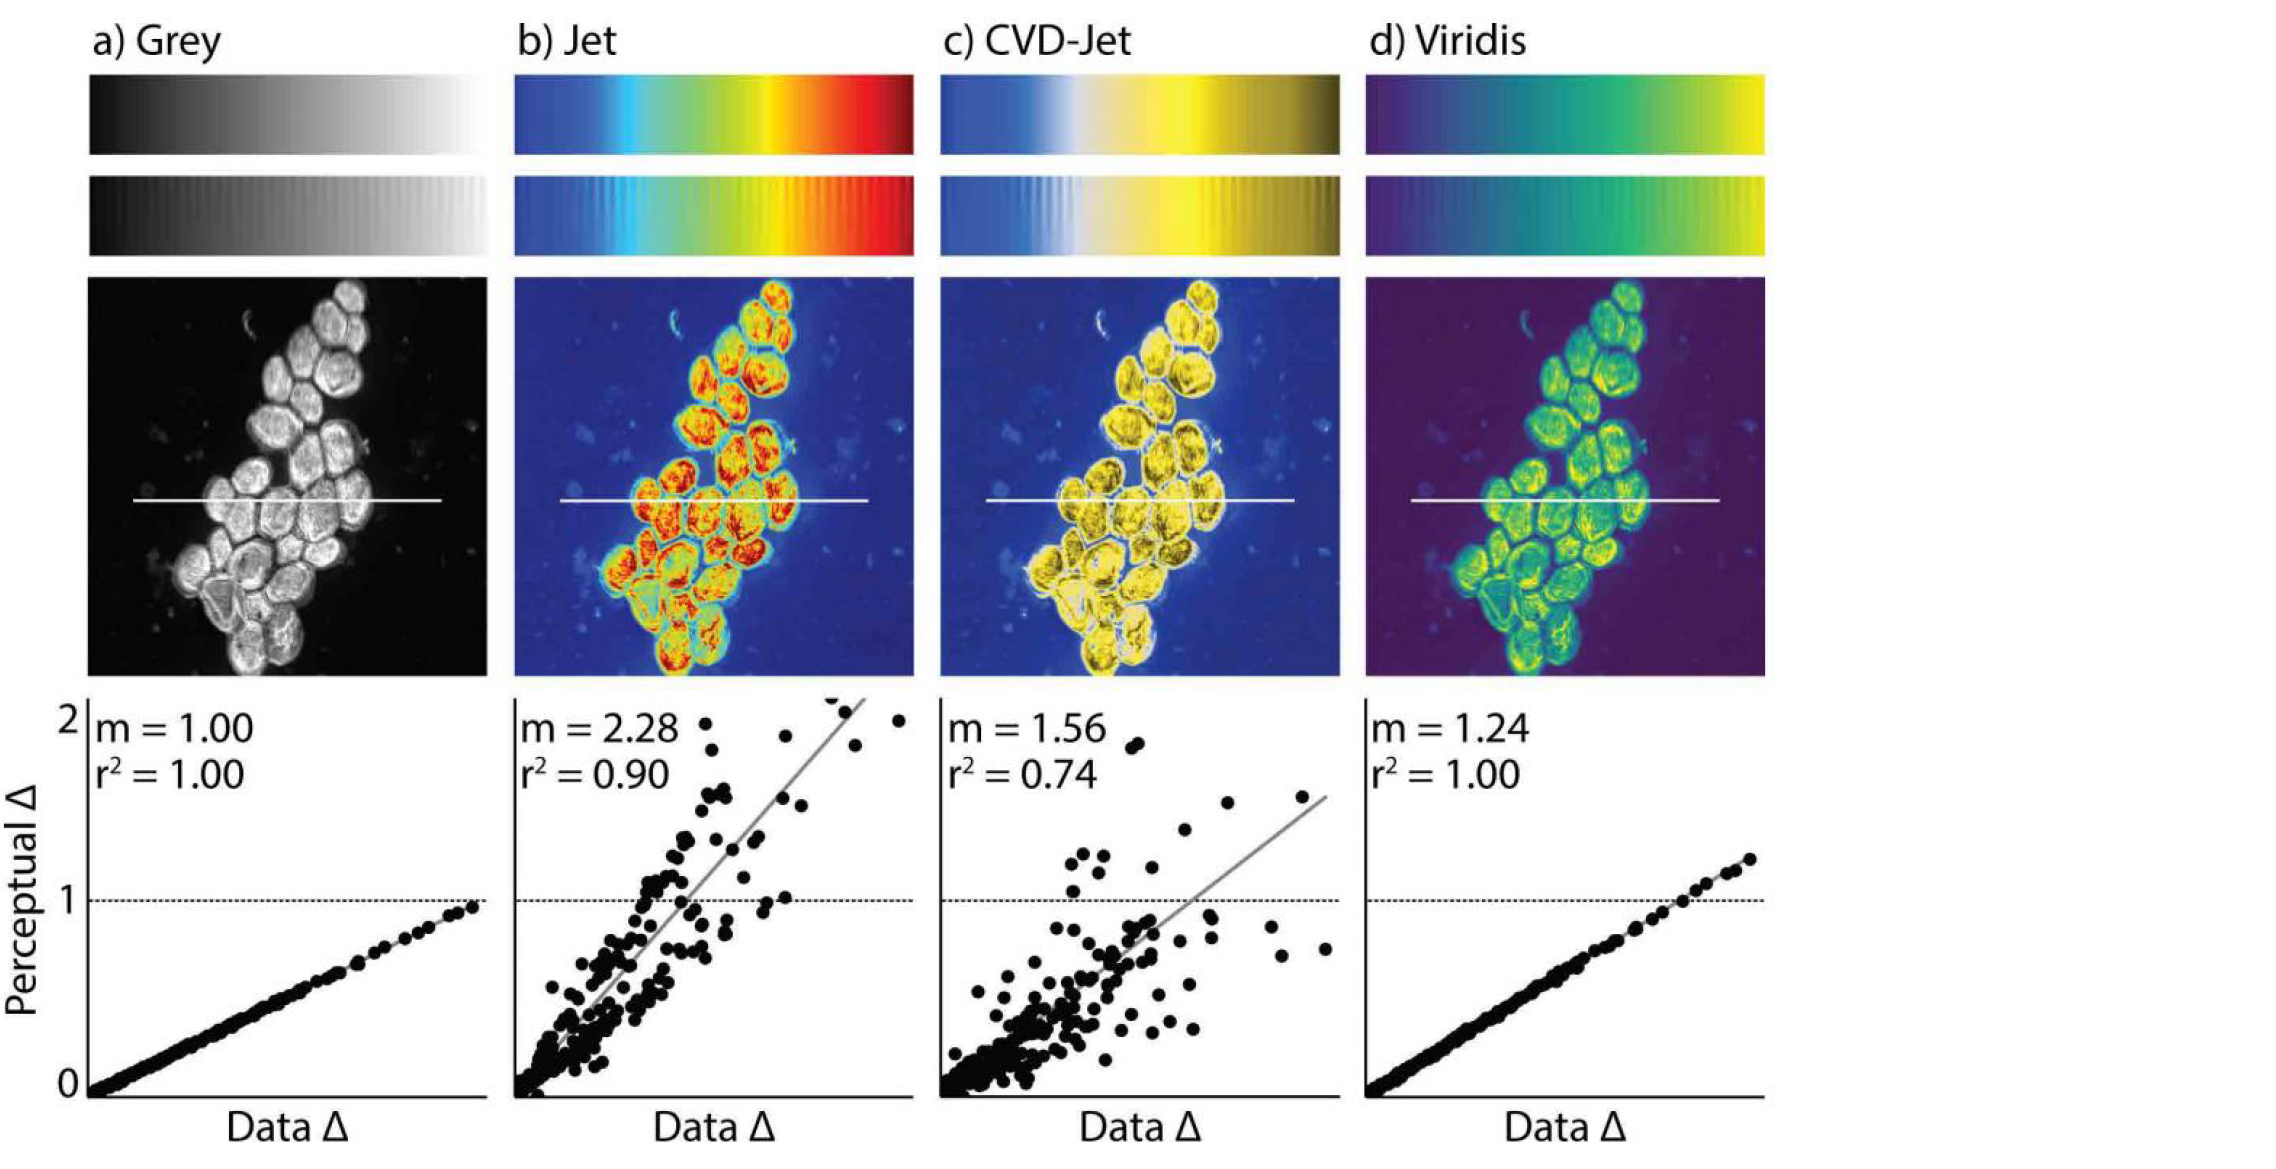 a) Grey
b) Jet
c) CVD-Jet
d) Viridis
Perceptual Δ
2
1
0
m = 1.00
r² = 1.00
m = 2.28
r² = 0.90
m = 1.56
r² = 0.74
m = 1.24
r² = 1.00
Data Δ
Data Δ
Data Δ
Data Δ